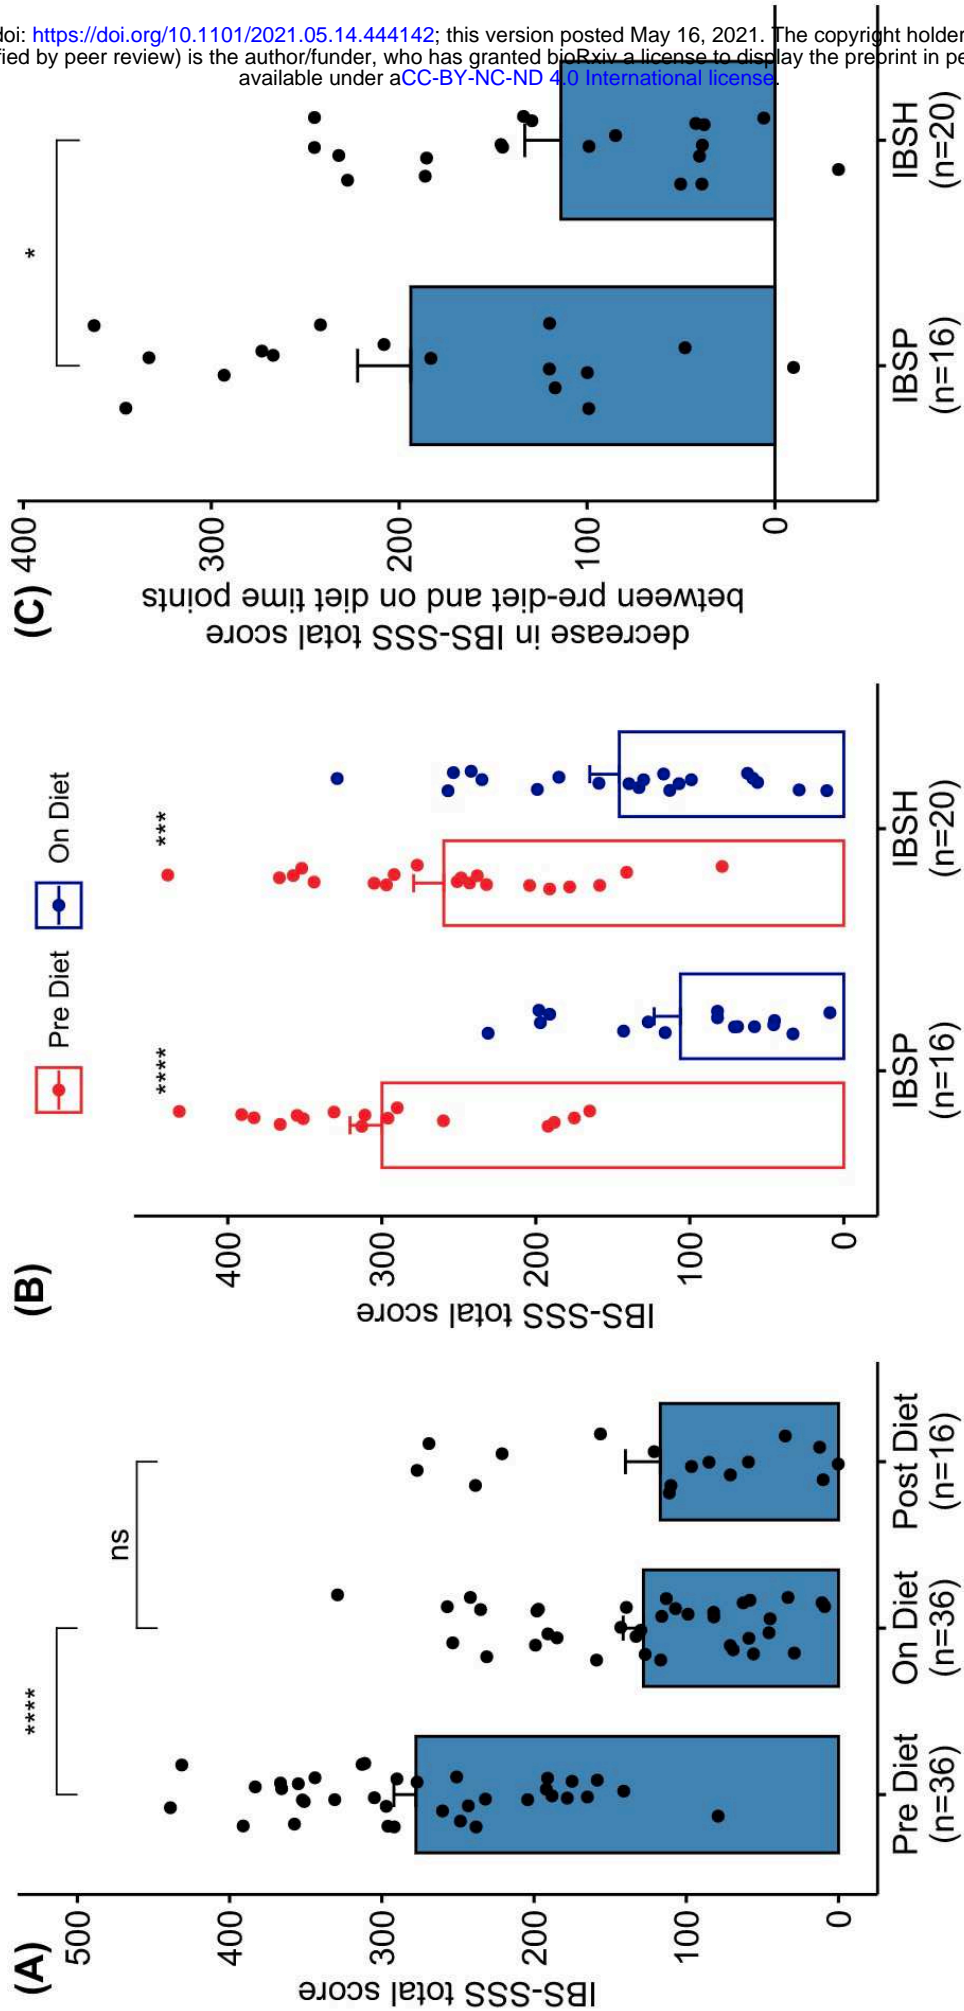 doi: https://doi.org/10.1101/2021.05.14.444142; this version posted May 16, 2021. The copyright holder
fied by peer review) is the author/funder, who has granted bioRxiv a license to display the preprint in pe
available under aCC-BY-NC-ND 4.0 International license.
(A)
IBS-SSS total score
500
400
300
200
100
0
****
ns
Pre Diet
(n=36)
On Diet
(n=36)
Post Diet
(n=16)
(B)
Pre Diet
On Diet
IBS-SSS total score
400
300
200
100
0
****
***
IBSP
(n=16)
IBSH
(n=20)
(C)
decrease in IBS-SSS total score
between pre-diet and on diet time points
400
300
200
100
0
*
IBSP
(n=16)
IBSH
(n=20)